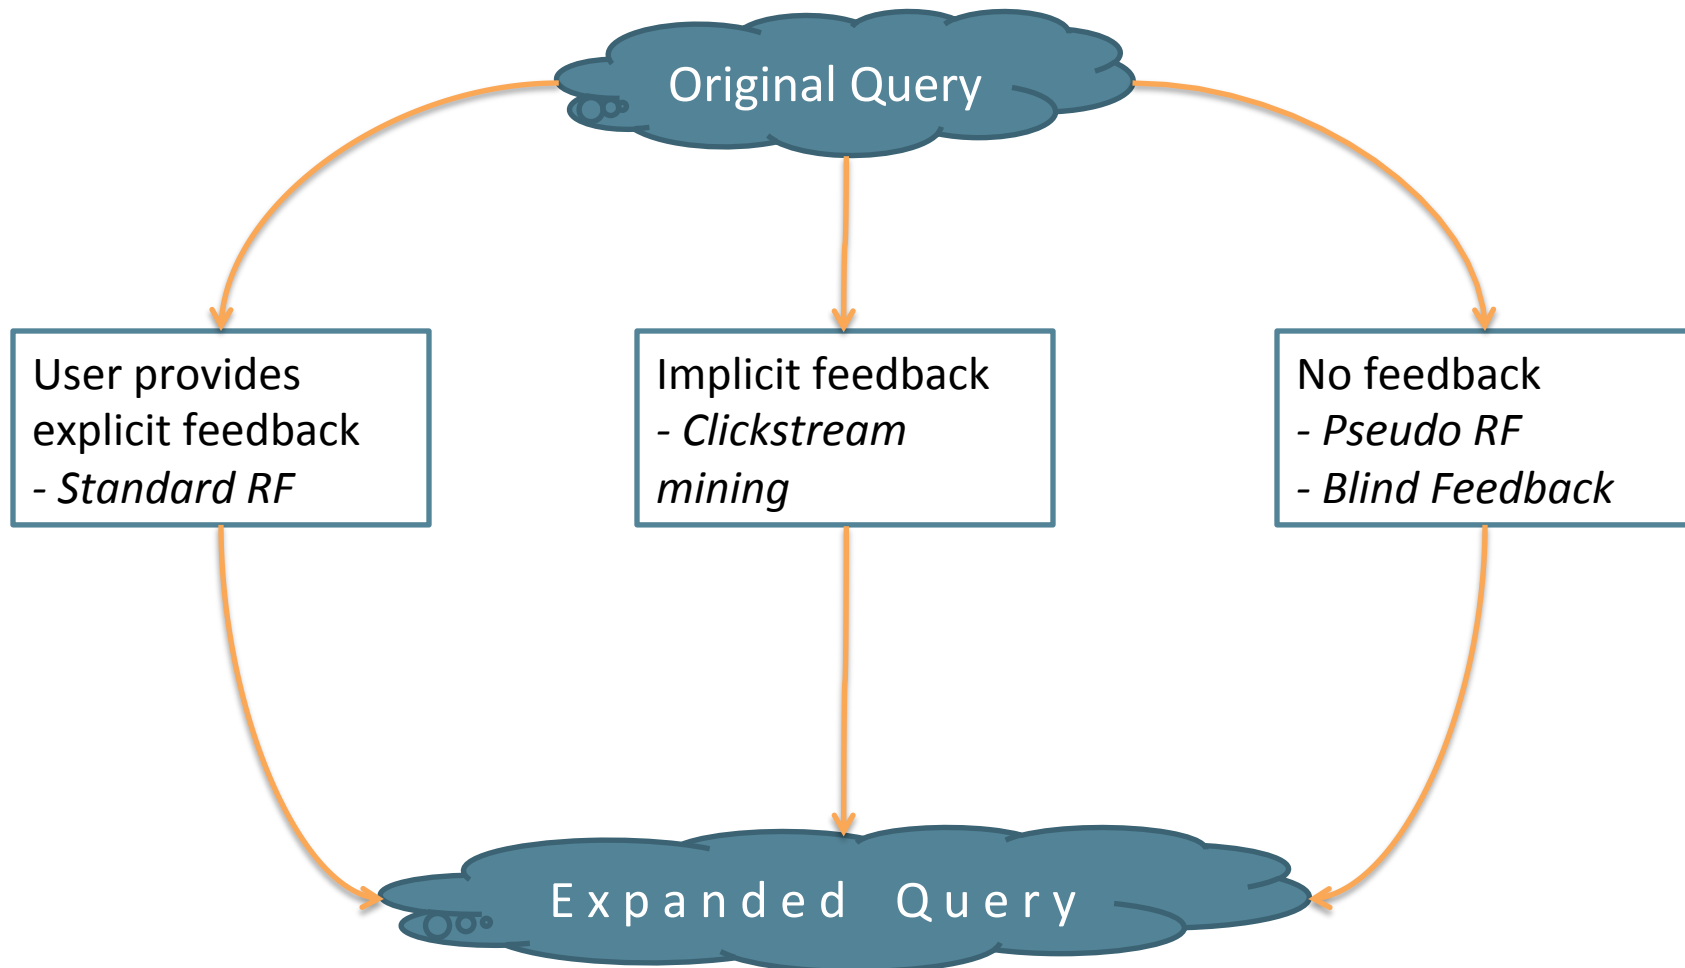 Original Query
User provides
explicit feedback
- Standard RF
Implicit feedback
- Clickstream
mining
No feedback
- Pseudo RF
- Blind Feedback
Expanded Query